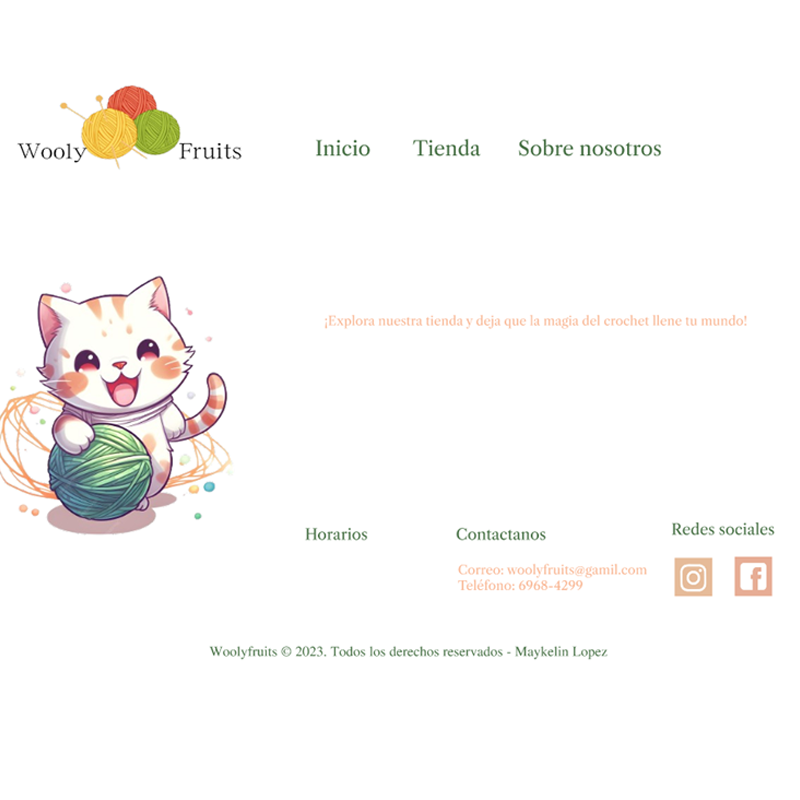 Wooly Fruits
Inicio Tienda Sobre nosotros
¡Explora nuestra tienda y deja que la magia del crochet llene tu mundo!
Horarios
Contactanos
Correo: woolyfruits@gamil.com
Teléfono: 6968-4299
Redes sociales
Woolyfruits © 2023. Todos los derechos reservados - Maykelin Lopez